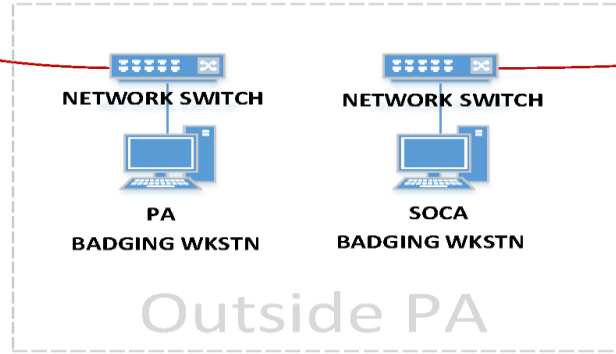 NETWORK SWITCH
NETWORK SWITCH
PA
BADGING WKSTN
SOCA
BADGING WKSTN
Outside PA